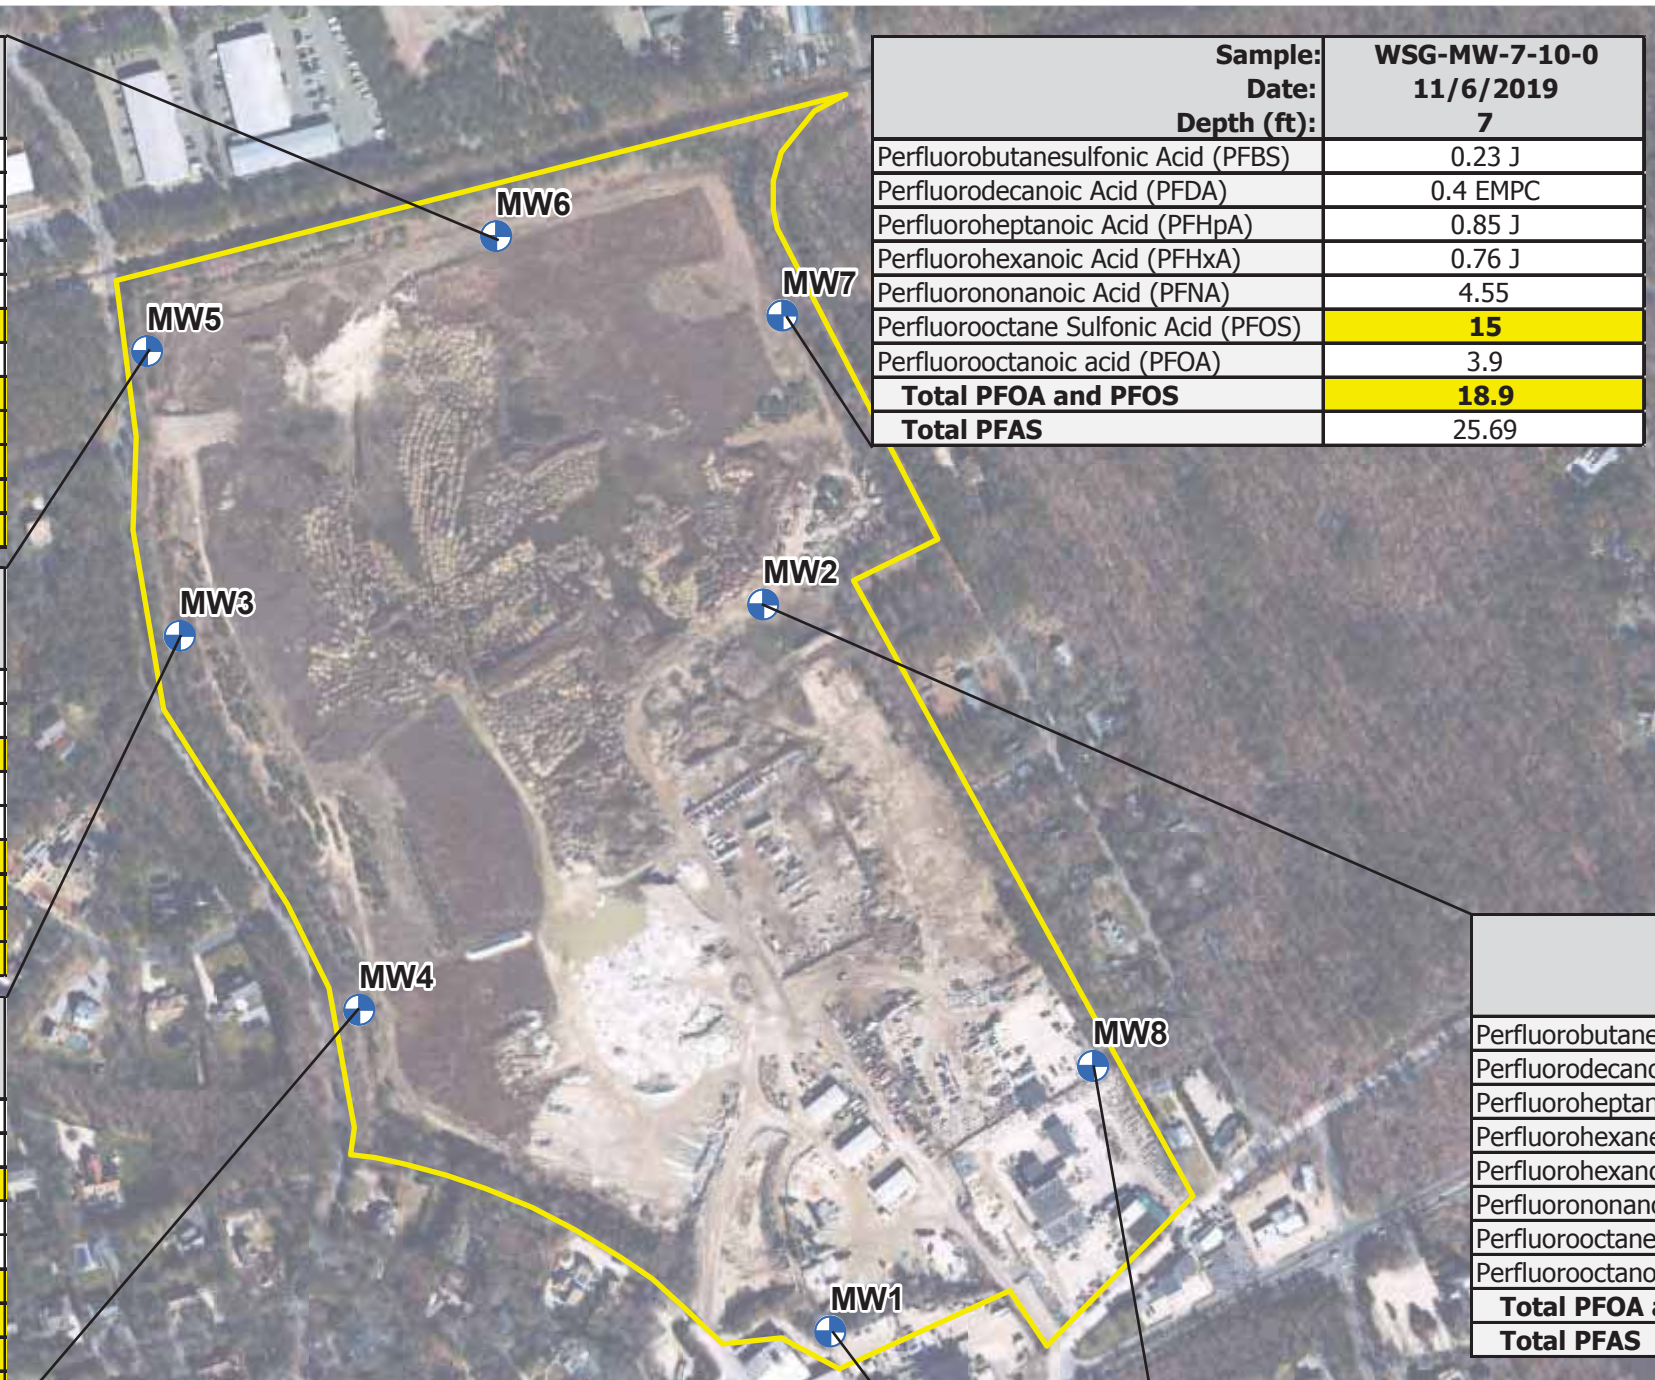 Sample: WSG-MW-7-10-0
Date: 11/6/2019
Depth (ft): 7
Perfluorobutanesulfonic Acid (PFBS) 0.23 J
Perfluorodecanoic Acid (PFDA) 0.4 EMPC
Perfluoroheptanoic Acid (PFHpA) 0.85 J
Perfluorohexanoic Acid (PFHxA) 0.76 J
Perfluorononanoic Acid (PFNA) 4.55
Perfluorooctane Sulfonic Acid (PFOS) 15
Perfluorooctanoic acid (PFOA) 3.9
Total PFOA and PFOS 18.9
Total PFAS 25.69
MW6
MW7
MW5
MW2
MW3
MW4
MW8
MW1
Perfluorobutane
Perfluorodecano
Perfluoroheptan
Perfluorohexane
Perfluorohexano
Perfluorononano
Perfluorooctane
Perfluorooctano
Total PFOA a
Total PFAS